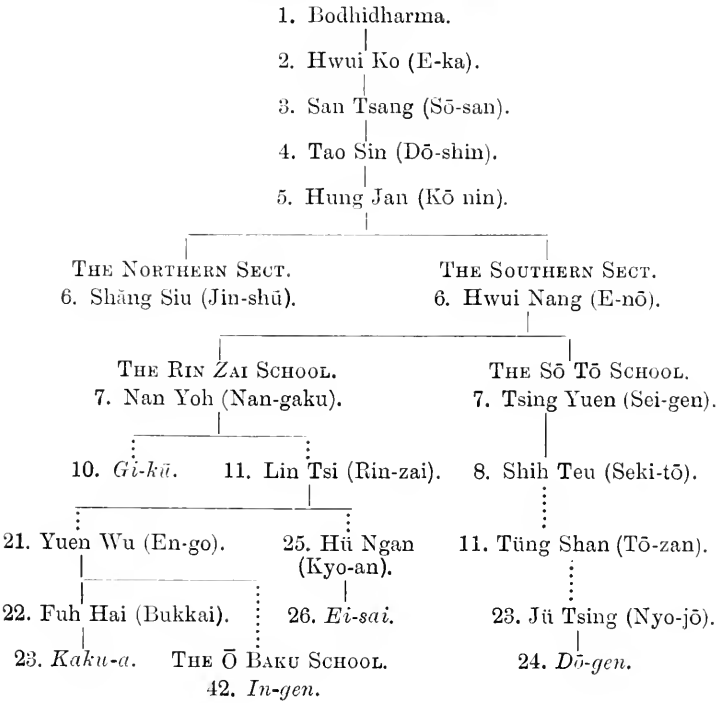 1. Bodhidharma.
2. Hwui Ko (E-ka).
3. San Tsang (Sō-san).
4. Tao Sin (Dō-shin).
5. Hung Jan (Kō nin).
The Northern Sect. The Southern Sect.
6. Shăng Siu (Jin-shū). 6. Hwui Nang (E-nō).
The Rin Zai School. The Sō Tō School.
7. Nan Yoh (Nan-gaku). 7. Tsing Yuen (Sei-gen).
10. Gi-kū. 11. Lin Tsi (Rin-zai). 8. Shih Teu (Seki-tō).
21. Yuen Wu (En-go). 25. Hü Ngan 11. Tüng Shan (Tō-zan).
(Kyo-an).
22. Fuh Hai (Bukkai). 26. Ei-sai. 23. Jü Tsing (Nyo-jō).
23. Kaku-a. The Ō Baku School. 24. Dō-gen.
42. In-gen.